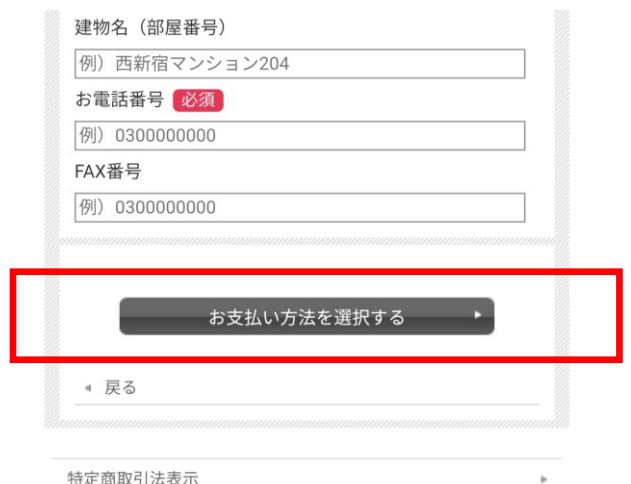 建物名（部屋番号）
例）西新宿マンション204
お電話番号 必須
例）0300000000
FAX番号
例）0300000000
お支払い方法を選択する
戻る
特定商取引法表示